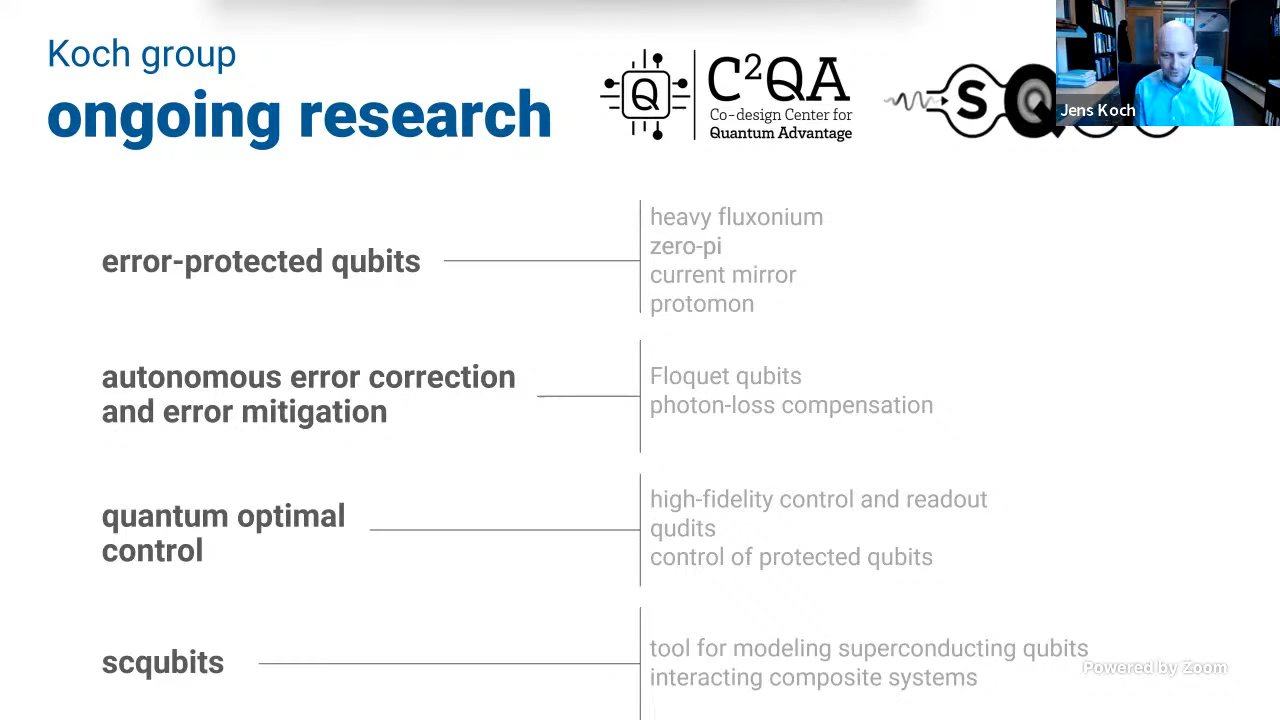 Koch group
ongoing research
Q
C²QA
Co-design Center for
Quantum Advantage
S
Jens Koch
error-protected qubits
heavy fluxonium
zero-pi
current mirror
protomon
autonomous error correction
and error mitigation
Floquet qubits
photon-loss compensation
quantum optimal
control
high-fidelity control and readout
qudits
control of protected qubits
scqubits
tool for modeling superconducting qubits
interacting composite systems
Powered by Zoom